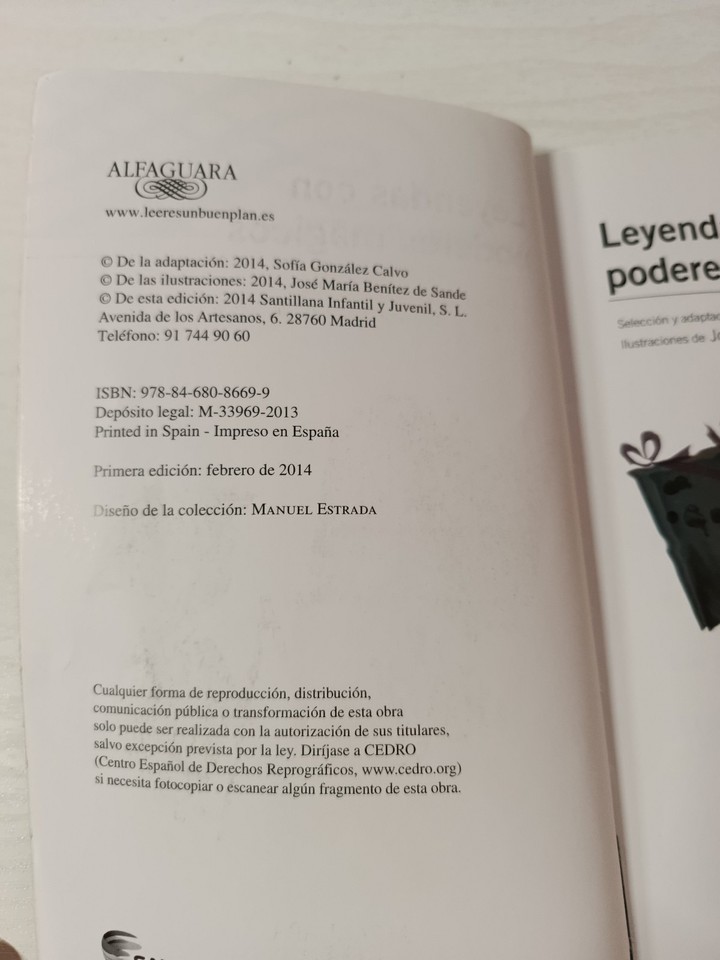 ALFAGUARA
www.leeresunbuenplan.es
© De la adaptación: 2014, Sofía González Calvo
© De las ilustraciones: 2014, José María Benítez de Sande
© De esta edición: 2014 Santillana Infantil y Juvenil, S. L.
Avenida de los Artesanos, 6. 28760 Madrid
Teléfono: 91 744 90 60
ISBN: 978-84-680-8669-9
Depósito legal: M-33969-2013
Printed in Spain - Impreso en España
Primera edición: febrero de 2014
Diseño de la colección: MANUEL ESTRADA
Cualquier forma de reproducción, distribución,
comunicación pública o transformación de esta obra
solo puede ser realizada con la autorización de sus titulares,
salvo excepción prevista por la ley. Diríjase a CEDRO
(Centro Español de Derechos Reprográficos, www.cedro.org)
si necesita fotocopiar o escanear algún fragmento de esta obra.
Leyend
podere
Selección y adaptac
Ilustraciones de